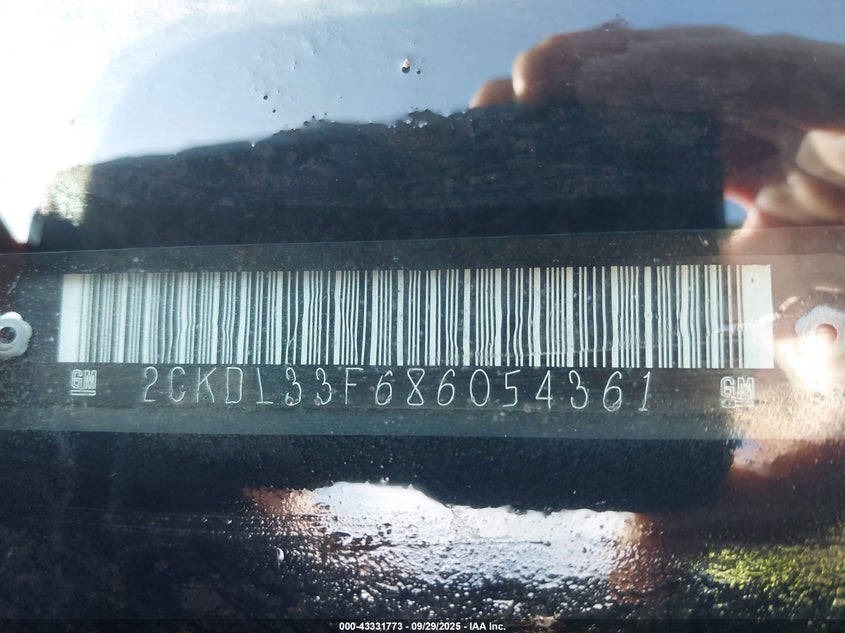 GM 2CKDL33F686054361 GM
000-43331773 - 09/29/2025 - IAA Inc.